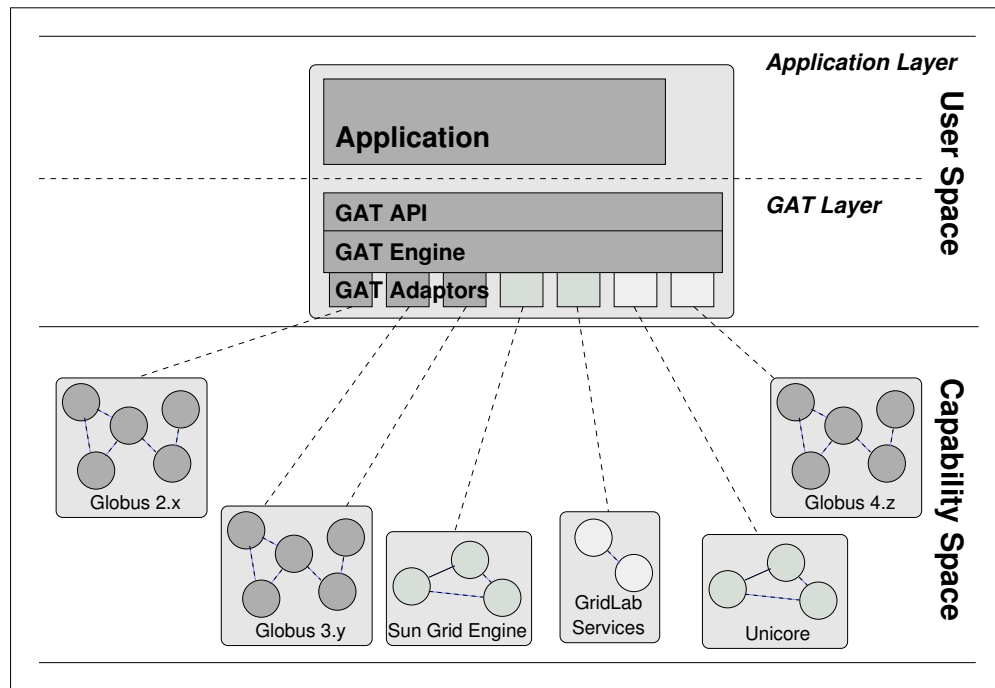 Application Layer
Application
User Space
GAT Layer
GAT API
GAT Engine
GAT Adaptors
Capability Space
Globus 2.x
Globus 4.z
Globus 3.y
Sun Grid Engine
GridLab
Services
Unicore